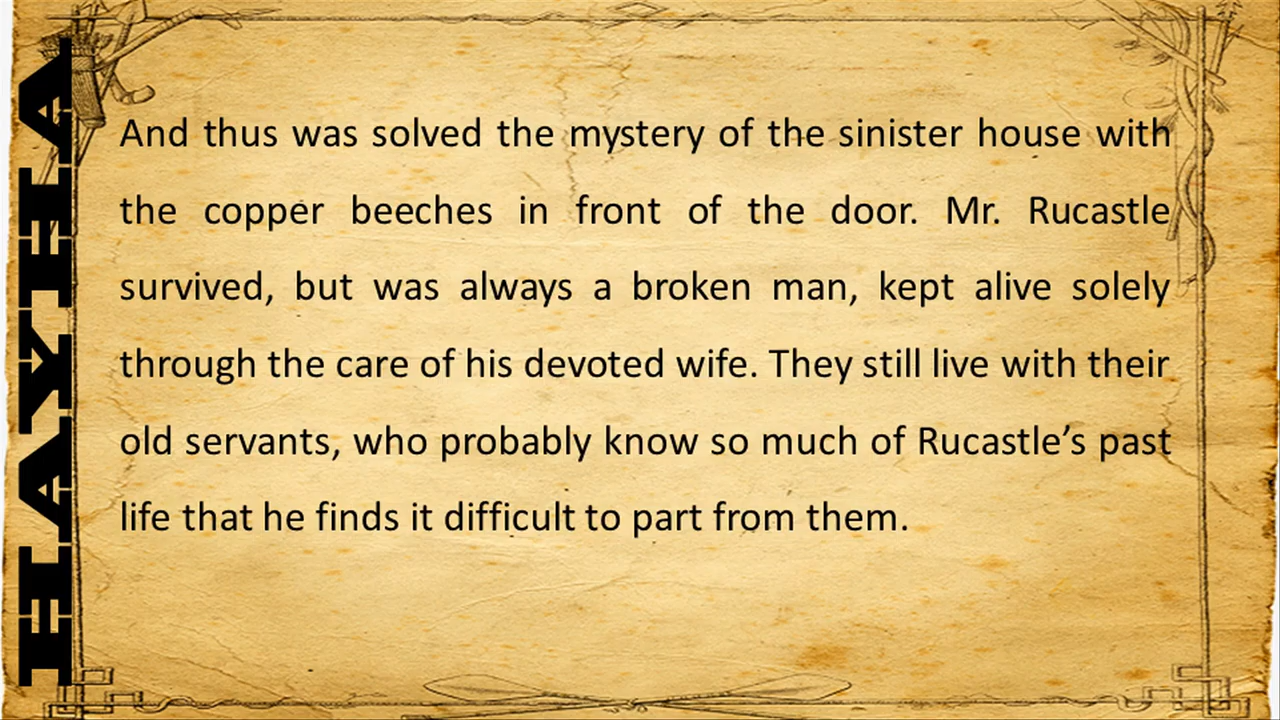 HAYHA
And thus was solved the mystery of the sinister house with
the copper beeches in front of the door. Mr. Rucastle
survived, but was always a broken man, kept alive solely
through the care of his devoted wife. They still live with their
old servants, who probably know so much of Rucastle’s past
life that he finds it difficult to part from them.